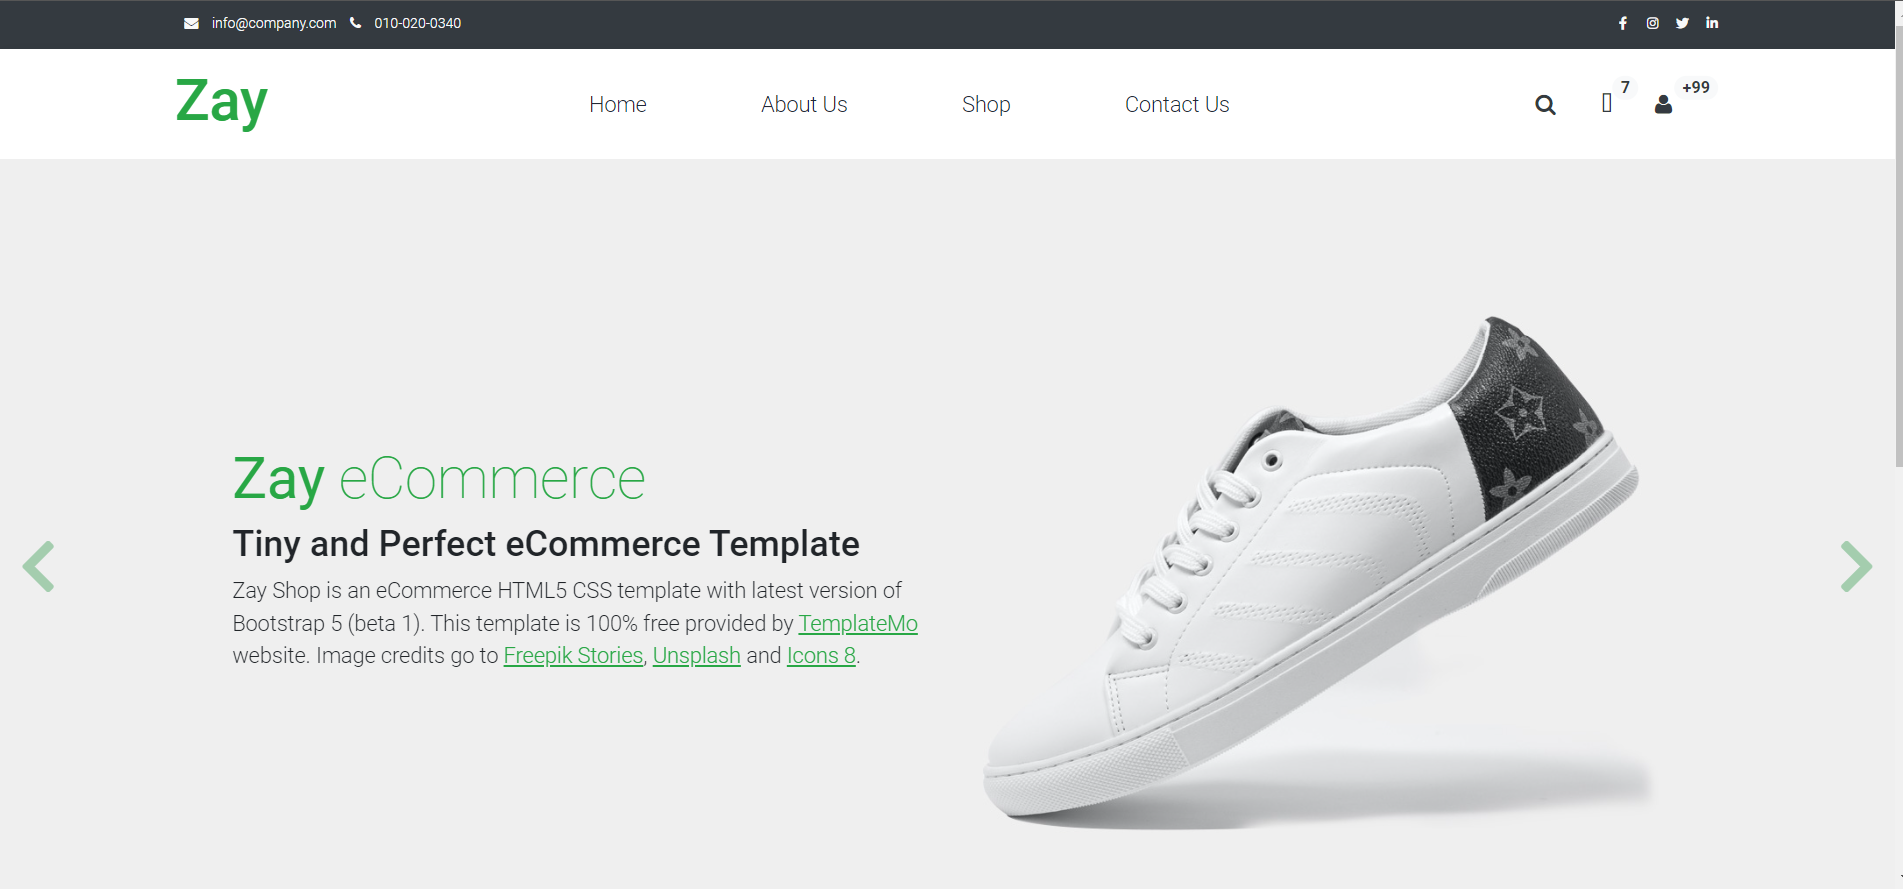 info@company.com 010-020-0340
Zay Home About Us Shop Contact Us 7 +99
Zay eCommerce
Tiny and Perfect eCommerce Template
Zay Shop is an eCommerce HTML5 CSS template with latest version of
Bootstrap 5 (beta 1). This template is 100% free provided by TemplateMo
website. Image credits go to Freepik Stories, Unsplash and Icons 8.